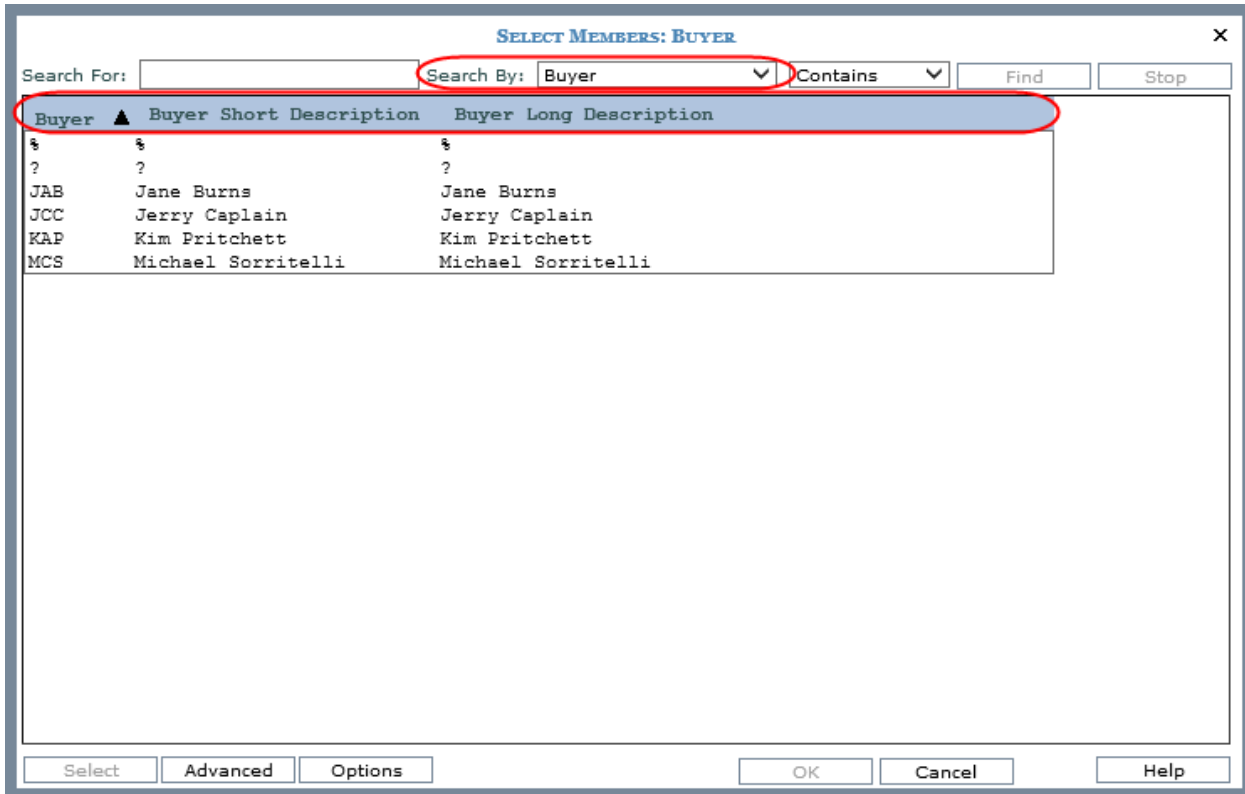 SELECT MEMBERS: BUYER ×
Search For: Search By: Buyer Contains Find Stop
Buyer ▲ Buyer Short Description Buyer Long Description
% % %
? ? ?
JAB Jane Burns Jane Burns
JCC Jerry Caplain Jerry Caplain
KAP Kim Pritchett Kim Pritchett
MCS Michael Sorritelli Michael Sorritelli
Select Advanced Options OK Cancel Help